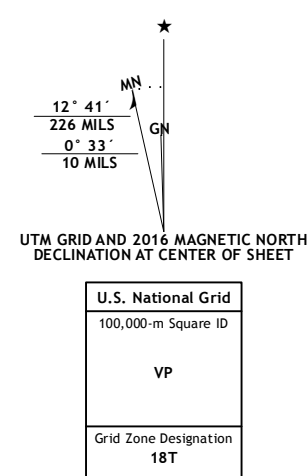 ★
MN
12° 41´
226 MILS
GN
0° 33´
10 MILS
UTM GRID AND 2016 MAGNETIC NORTH
DECLINATION AT CENTER OF SHEET
U.S. National Grid
100,000-m Square ID
VP
Grid Zone Designation
18T